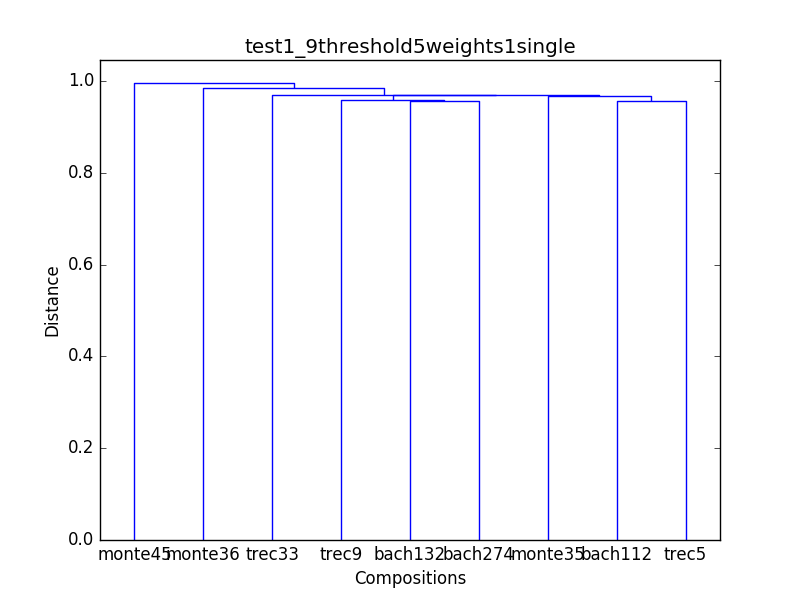 test1_9threshold5weights1single
1.0
0.8
0.6
0.4
0.2
0.0
Distance
monte45 monte36 trec33 trec9 bach132 bach274 monte35 bach112 trec5
Compositions